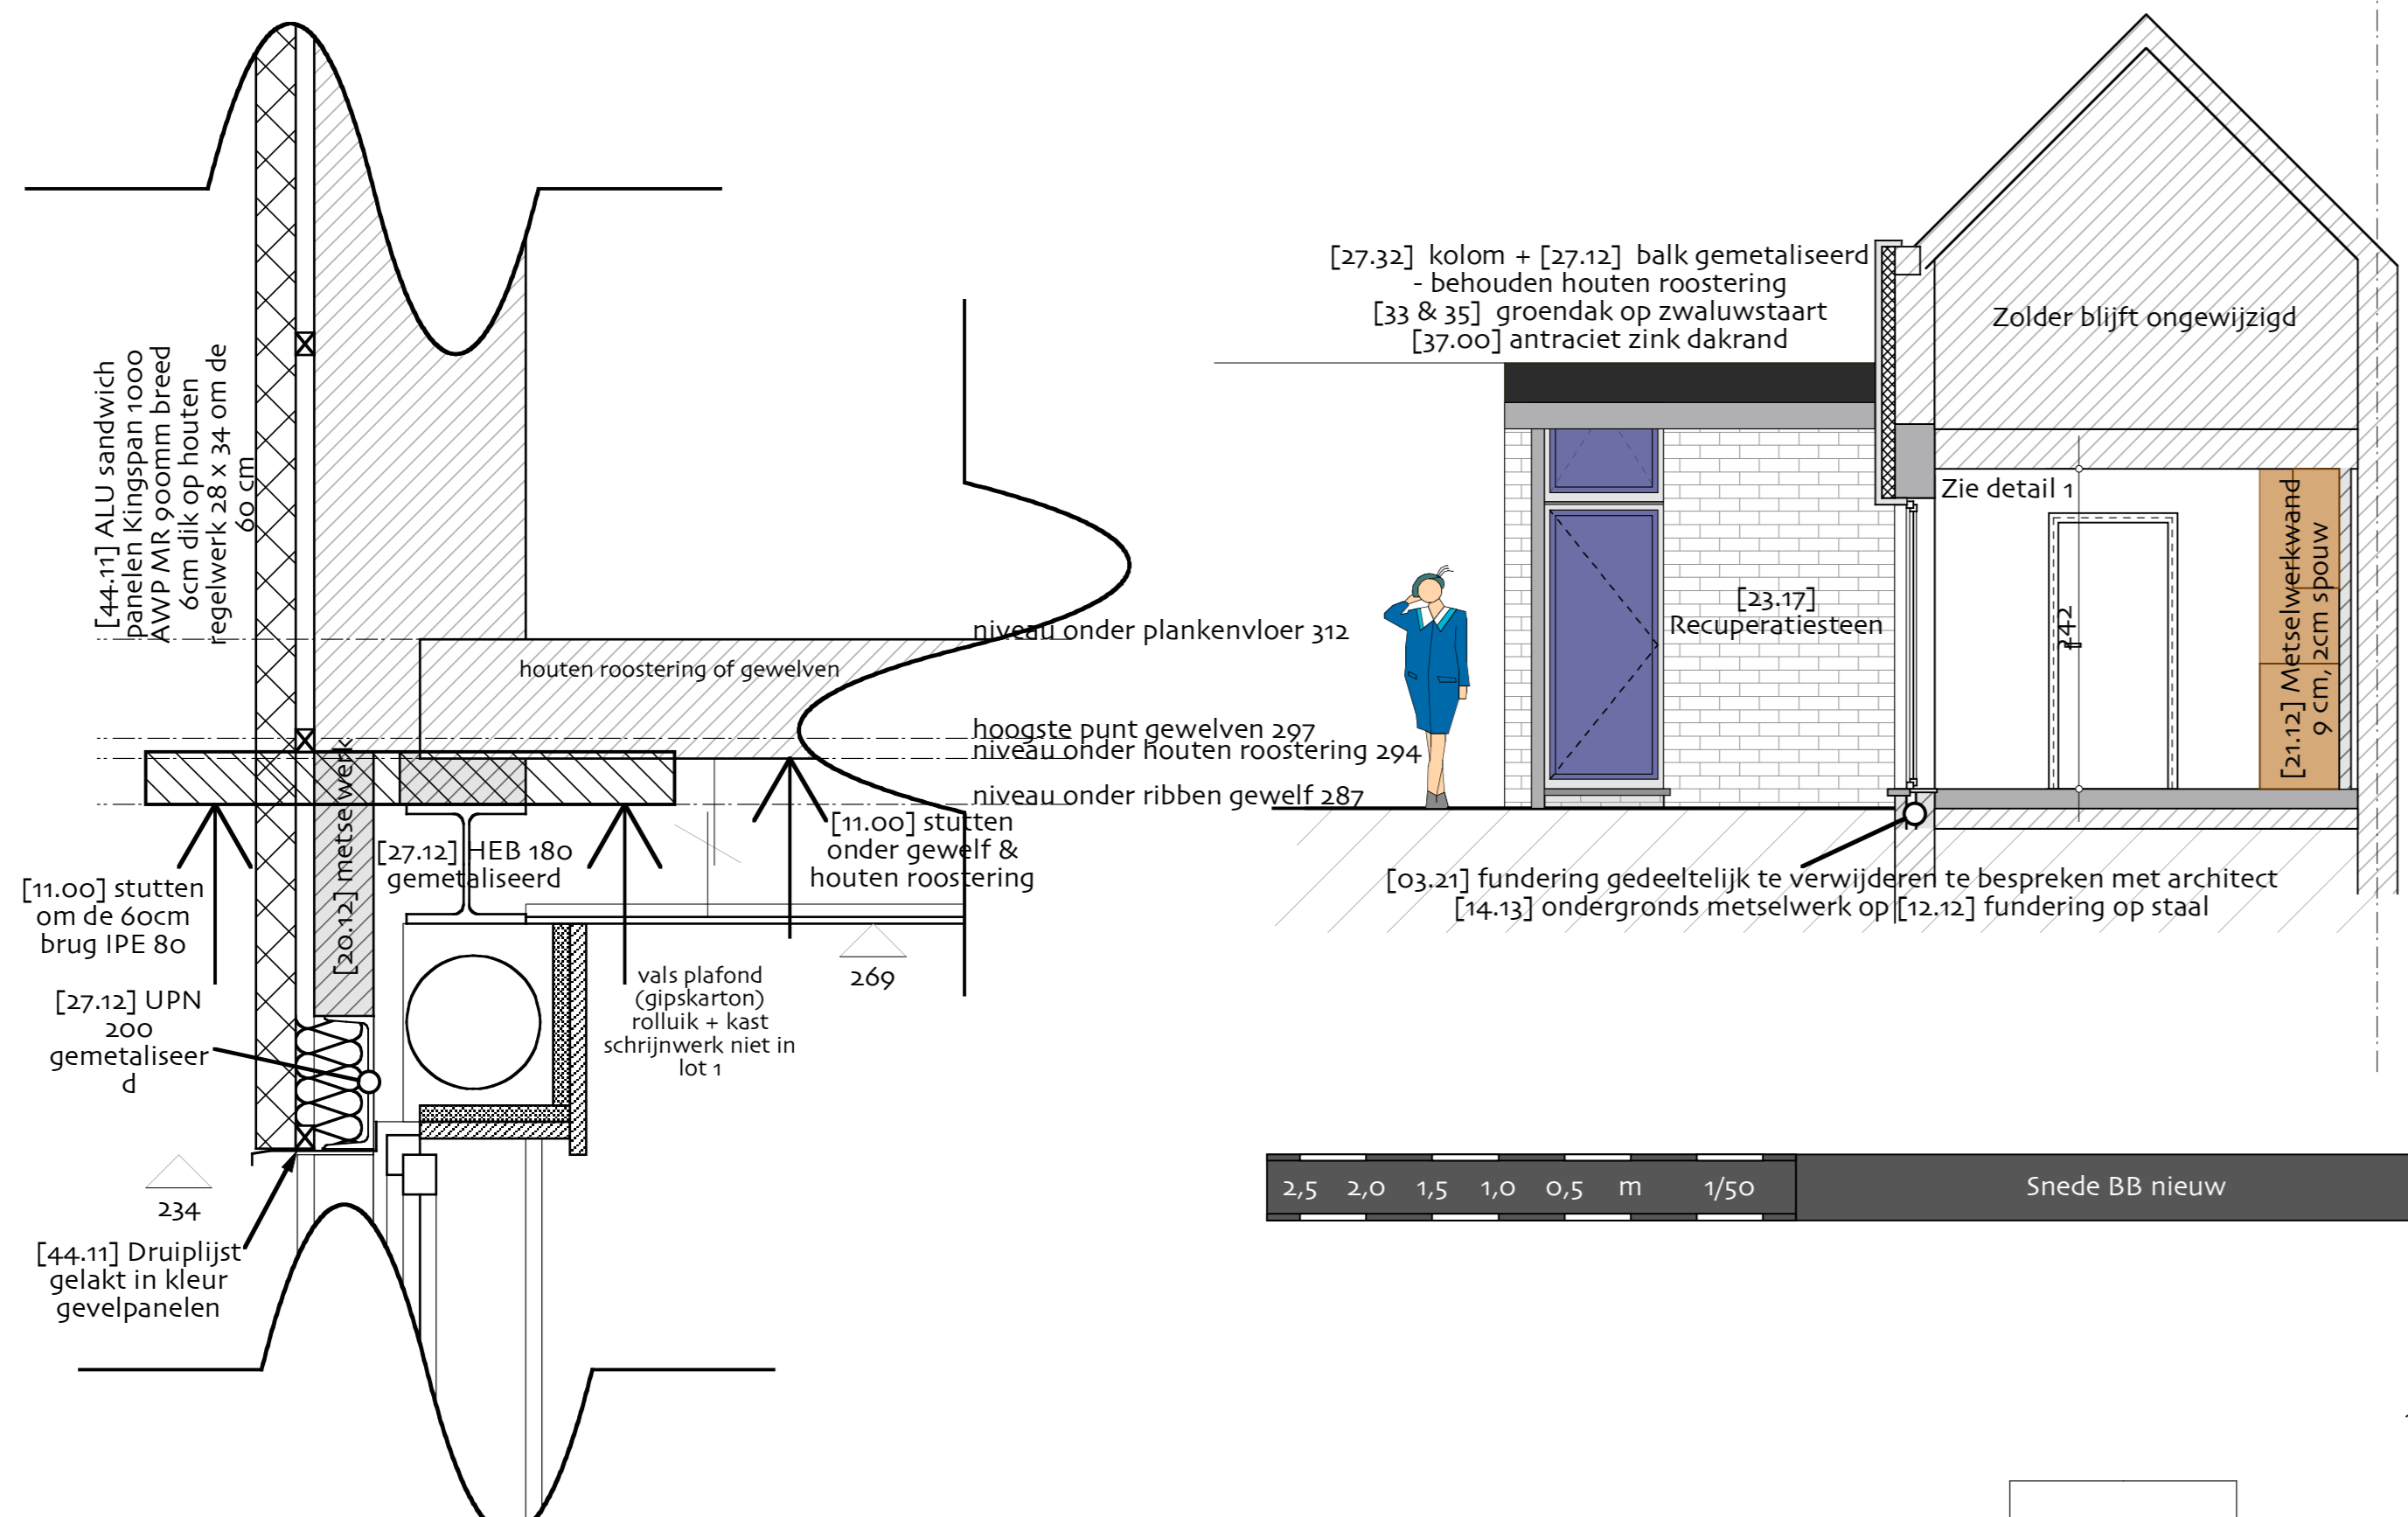 [44.11] ALU sandwich
panelen Kingspan 1000
AWP MR 900mm breed
6cm dik op houten
regelwerk 28 x 34 om de
60 cm
houten roostering of gewelven
niveau onder plankenvloer 312
hoogste punt gewelven 297
niveau onder houten roostering 294
niveau onder ribben gewelf 287
[20.12] metselwerk
[27.12] HEB 180
gemetaliseerd
[11.00] stutten
onder gewelf &
houten roostering
[11.00] stutten
om de 60cm
brug IPE 80
[27.12] UPN
200
gemetaliseer
d
vals plafond
(gipskarton)
rolluik + kast
schrijnwerk niet in
lot 1
269
234
[44.11] Druiplijst
gelakt in kleur
gevelpanelen
[27.32] kolom + [27.12] balk gemetaliseerd
- behouden houten roostering
[33 & 35] groendak op zwaluwstaart
[37.00] antraciet zink dakrand
Zolder blijft ongewijzigd
Zie detail 1
[23.17]
Recuperatiesteen
242
[21.12] Metselwerkwand
9 cm, 2cm spouw
[03.21] fundering gedeeltelijk te verwijderen te bespreken met architect
[14.13] ondergronds metselwerk op [12.12] fundering op staal
2,5 2,0 1,5 1,0 0,5 m 1/50
Snede BB nieuw